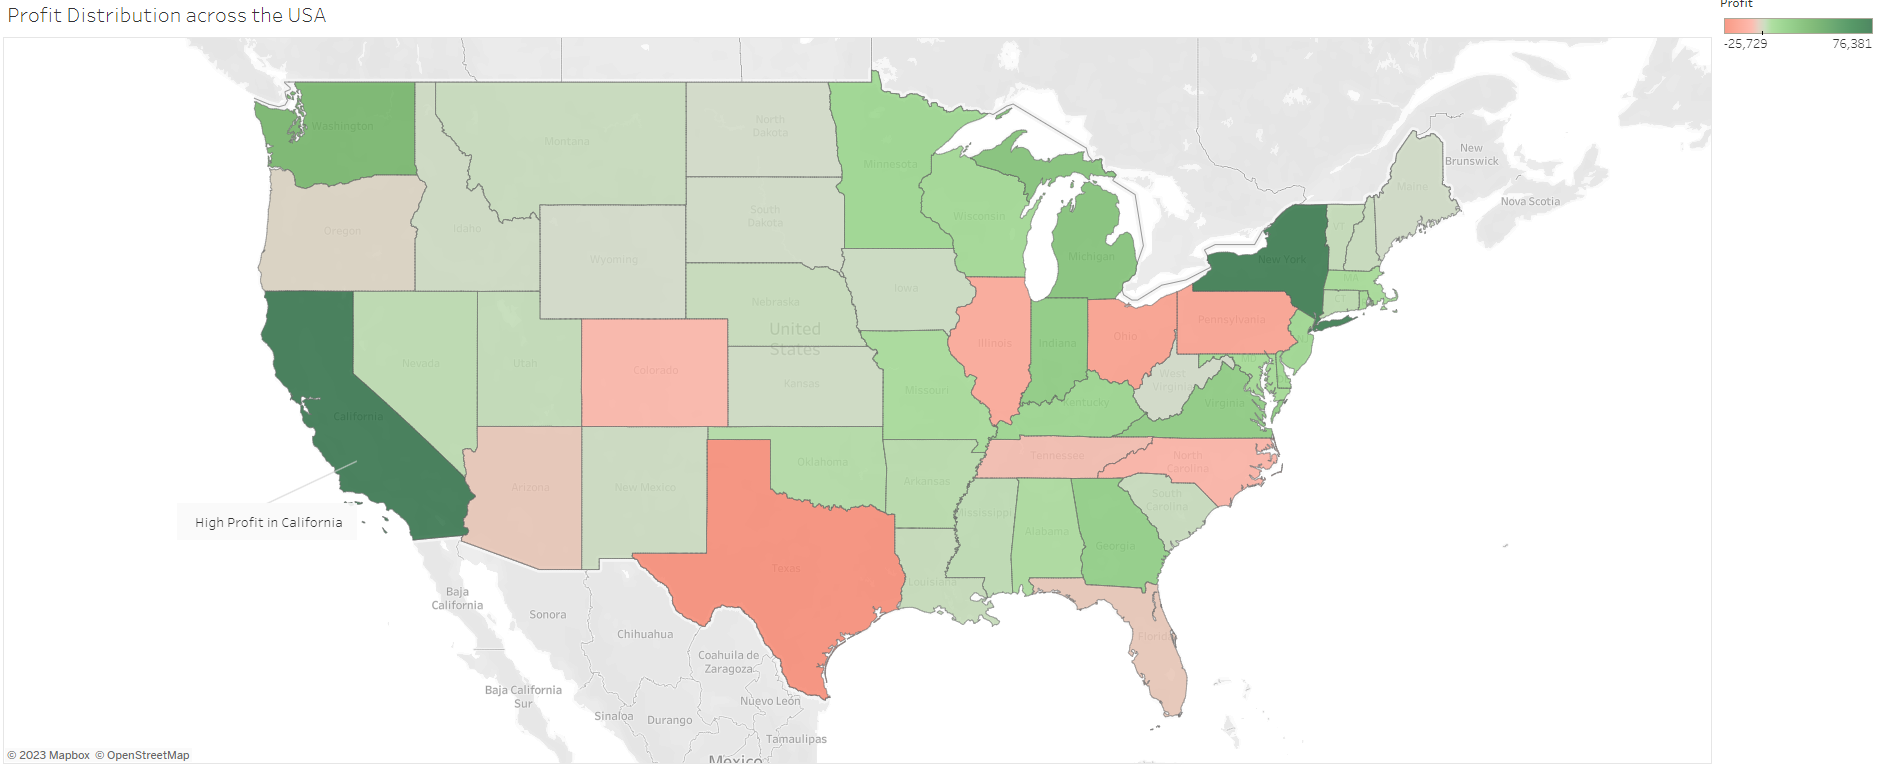 Profit Distribution across the USA
Profit
-25,729
76,381
Washington
Montana
North
Dakota
Minnesota
Maine
New
Brunswick
Nova Scotia
Oregon
Idaho
South
Dakota
Wisconsin
VT
Wyoming
Michigan
New York
MA
Iowa
Nebraska
CT
United
States
Pennsylvania
Illinois
Indiana
Ohio
Nevada
Utah
Colorado
Kansas
Missouri
West
Virginia
MD
Kentucky
Virginia
California
Oklahoma
Tennessee
North
Carolina
Arizona
New Mexico
Arkansas
South
Carolina
Mississippi
Alabama
Georgia
High Profit in California
Texas
Louisiana
Florida
Baja
California
Sonora
Chihuahua
Coahuila de
Zaragoza
Baja California
Sur
Nuevo León
Sinaloa
Durango
Tamaulipas
México
© 2023 Mapbox © OpenStreetMap